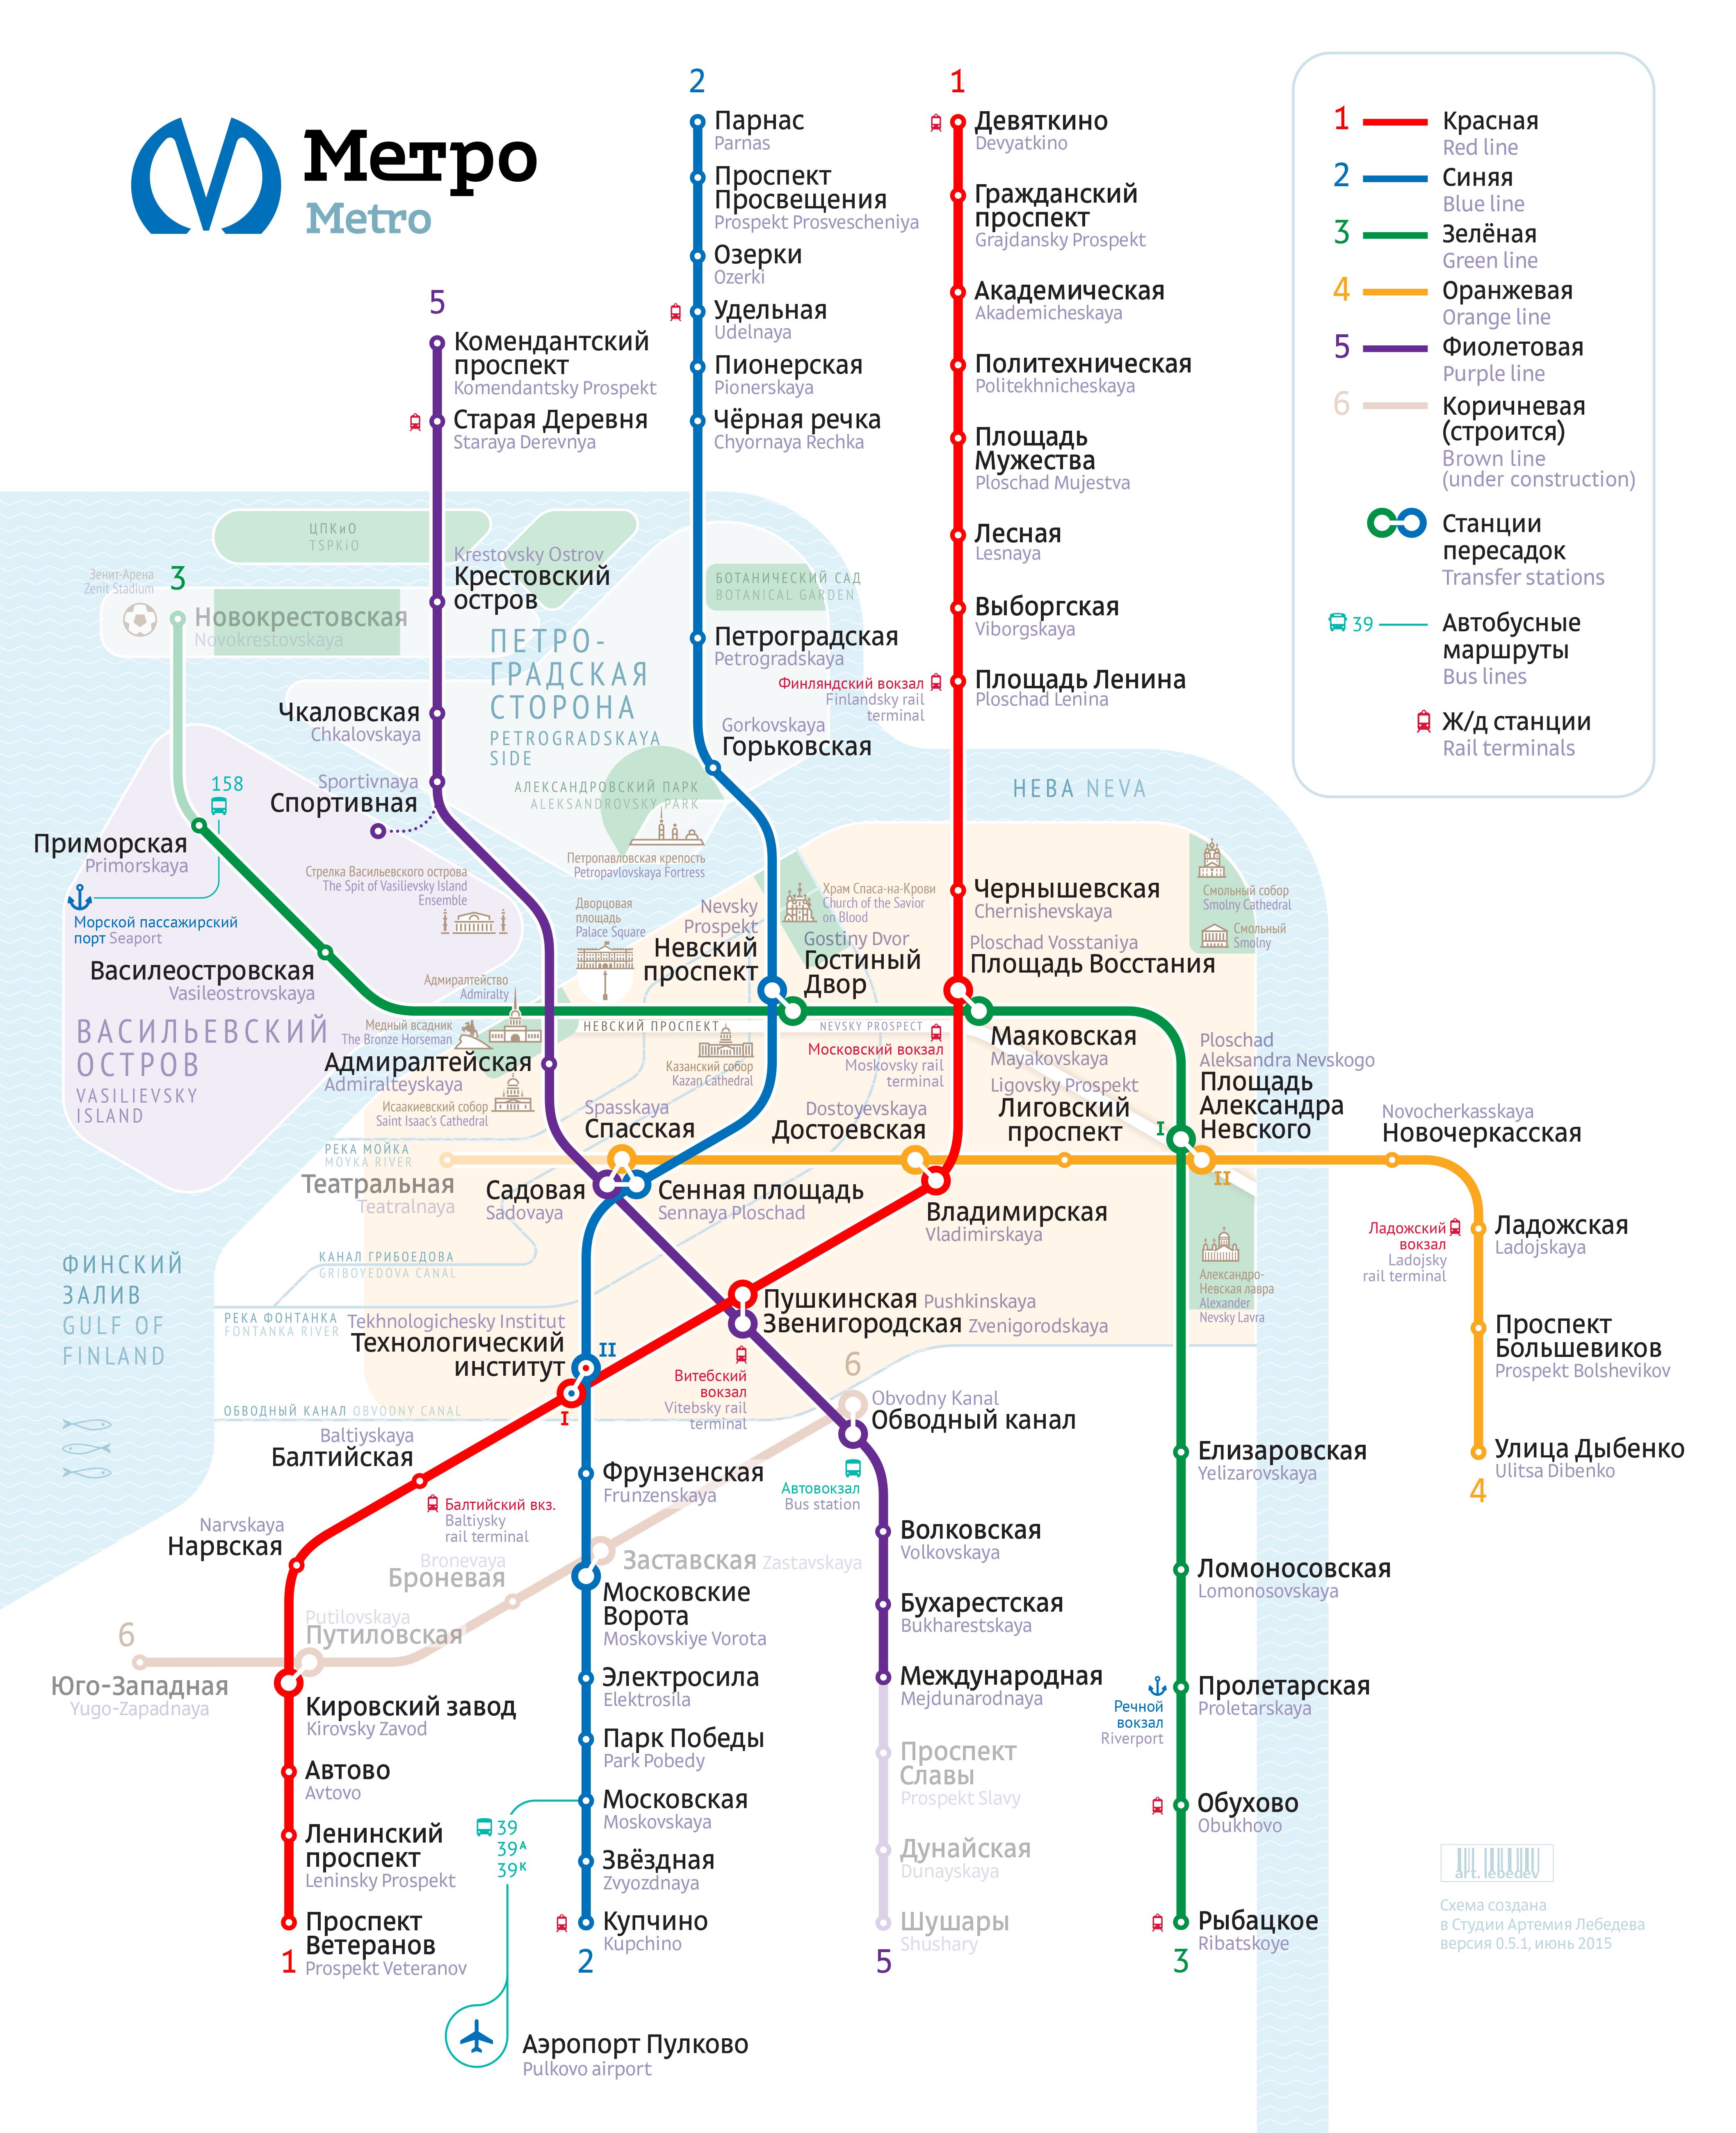 Метро
Metro
2
Парнас
Parnas
Проспект
Просвещения
Prospekt Prosvescheniya
Озерки
Ozerki
Удельная
Udelnaya
Пионерская
Pionerskaya
Чёрная речка
Chyornaya Rechka
1
Девяткино
Devyatkino
Гражданский
проспект
Grajdansky Prospekt
Академическая
Akademicheskaya
Политехническая
Politekhnicheskaya
Площадь
Мужества
Ploschad Mujestva
Лесная
Lesnaya
Выборгская
Viborgskaya
Площадь Ленина
Ploschad Lenina
Финляндский вокзал
Finlandsky rail
terminal
1 Красная
Red line
2 Синяя
Blue line
3 Зелёная
Green line
4 Оранжевая
Orange line
5 Фиолетовая
Purple line
6 Коричневая
(строится)
Brown line
(under construction)
Станции
пересадок
Transfer stations
39 Автобусные
маршруты
Bus lines
Ж/д станции
Rail terminals
5
Комендантский
проспект
Komendantsky Prospekt
Старая Деревня
Staraya Derevnya
ЦПКиО
TSPKiO
Krestovsky Ostrov
Крестовский
остров
Зенит-Арена
Zenit Stadium
3
Новокрестовская
Novokrestovskaya
БОТАНИЧЕСКИЙ САД
BOTANICAL GARDEN
ПЕТРО-
ГРАДСКАЯ
СТОРОНА
PETROGRADSKAYA
SIDE
Петроградская
Petrogradskaya
Gorkovskaya
Горьковская
Чкаловская
Chkalovskaya
Sportivnaya
Спортивная
АЛЕКСАНДРОВСКИЙ ПАРК
ALEKSANDROVSKY PARK
НЕВА NEVA
158
Приморская
Primorskaya
Морской пассажирский
порт Seaport
Петропавловская крепость
Petropavlovskaya Fortress
Стрелка Васильевского острова
The Spit of Vasilievsky Island
Ensemble
Дворцовая
площадь
Palace Square
Храм Спаса-на-Крови
Church of the Savior
on Blood
Смольный собор
Smolny Cathedral
Смольный
Smolny
Чернышевская
Chernishevskaya
Nevsky
Prospekt
Невский
проспект
Gostiny Dvor
Гостиный
Двор
Ploschad Vosstaniya
Площадь Восстания
Василеостровская
Vasileostrovskaya
ВАСИЛЬЕВСКИЙ
ОСТРОВ
VASILIEVSKY
ISLAND
Адмиралтейство
Admiralty
Медный всадник
The Bronze Horseman
НЕВСКИЙ ПРОСПЕКТ
NEVSKY PROSPECT
Адмиралтейская
Admiralteyskaya
Исаакиевский собор
Saint Isaac's Cathedral
Казанский собор
Kazan Cathedral
Московский вокзал
Moskovsky rail
terminal
Маяковская
Mayakovskaya
Ligovsky Prospekt
Лиговский
проспект
Ploschad
Aleksandra Nevskogo
Площадь
Александра
Невского
I
II
Novocherkasskaya
Новочеркасская
Spasskaya
Спасская
Dostoyevskaya
Достоевская
РЕКА МОЙКА
MOYKA RIVER
Театральная
Teatralnaya
Садовая
Sadovaya
Сенная площадь
Sennaya Ploschad
Владимирская
Vladimirskaya
Ладожский
вокзал
Ladojsky
rail terminal
Ладожская
Ladojskaya
Александро-
Невская лавра
Alexander
Nevsky Lavra
Проспект
Большевиков
Prospekt Bolshevikov
Улица Дыбенко
Ulitsa Dibenko
4
ФИНСКИЙ
ЗАЛИВ
GULF OF
FINLAND
КАНАЛ ГРИБОЕДОВА
GRIBOYEDOVA CANAL
РЕКА ФОНТАНКА
FONTANKA RIVER
Tekhnologichesky Institut
Технологический
институт
II
I
Пушкинская Pushkinskaya
Звенигородская Zvenigorodskaya
Витебский
вокзал
Vitebsky rail
terminal
6
Obvodny Kanal
Обводный канал
Автовокзал
Bus station
ОБВОДНЫЙ КАНАЛ OBVODNY CANAL
Baltiyskaya
Балтийская
Балтийский вкз.
Baltiysky
rail terminal
Narvskaya
Нарвская
Фрунзенская
Frunzenskaya
Bronevaya
Броневая
Заставская Zastavskaya
Московские
Ворота
Moskovskiye Vorota
Putilovskaya
Путиловская
6
Юго-Западная
Yugo-Zapadnaya
Кировский завод
Kirovsky Zavod
Автово
Avtovo
Ленинский
проспект
Leninsky Prospekt
Проспект
Ветеранов
Prospekt Veteranov
1
Электросила
Elektrosila
Парк Победы
Park Pobedy
Московская
Moskovskaya
39
39А
39К
Звёздная
Zvyozdnaya
Купчино
Kupchino
2
Аэропорт Пулково
Pulkovo airport
Волковская
Volkovskaya
Бухарестская
Bukharestskaya
Международная
Mejdunarodnaya
Проспект
Славы
Prospekt Slavy
Дунайская
Dunayskaya
Шушары
Shushary
5
Елизаровская
Yelizarovskaya
Ломоносовская
Lomonosovskaya
Пролетарская
Proletarskaya
Речной
вокзал
Riverport
Обухово
Obukhovo
Рыбацкое
Ribatskoye
3
art. lebedev
Схема создана
в Студии Артемия Лебедева
версия 0.5.1, июнь 2015